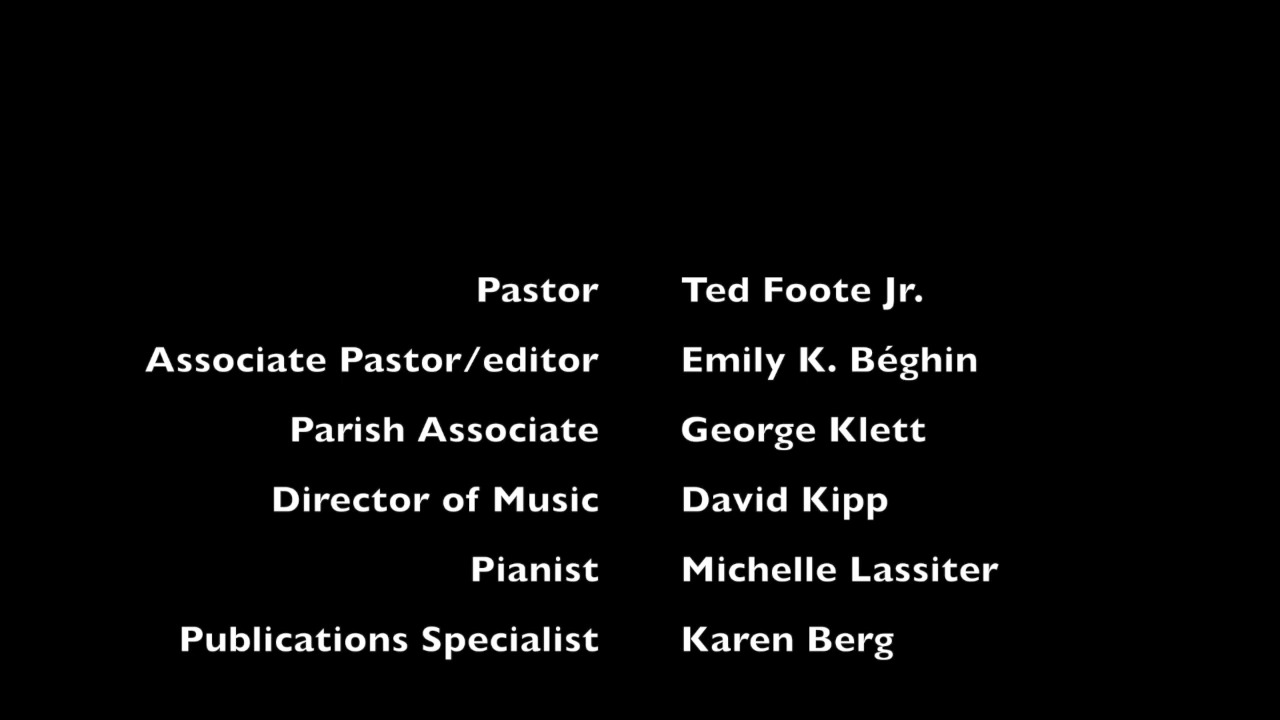 Pastor Ted Foote Jr.
Associate Pastor/editor Emily K. Béghin
Parish Associate George Klett
Director of Music David Kipp
Pianist Michelle Lassiter
Publications Specialist Karen Berg